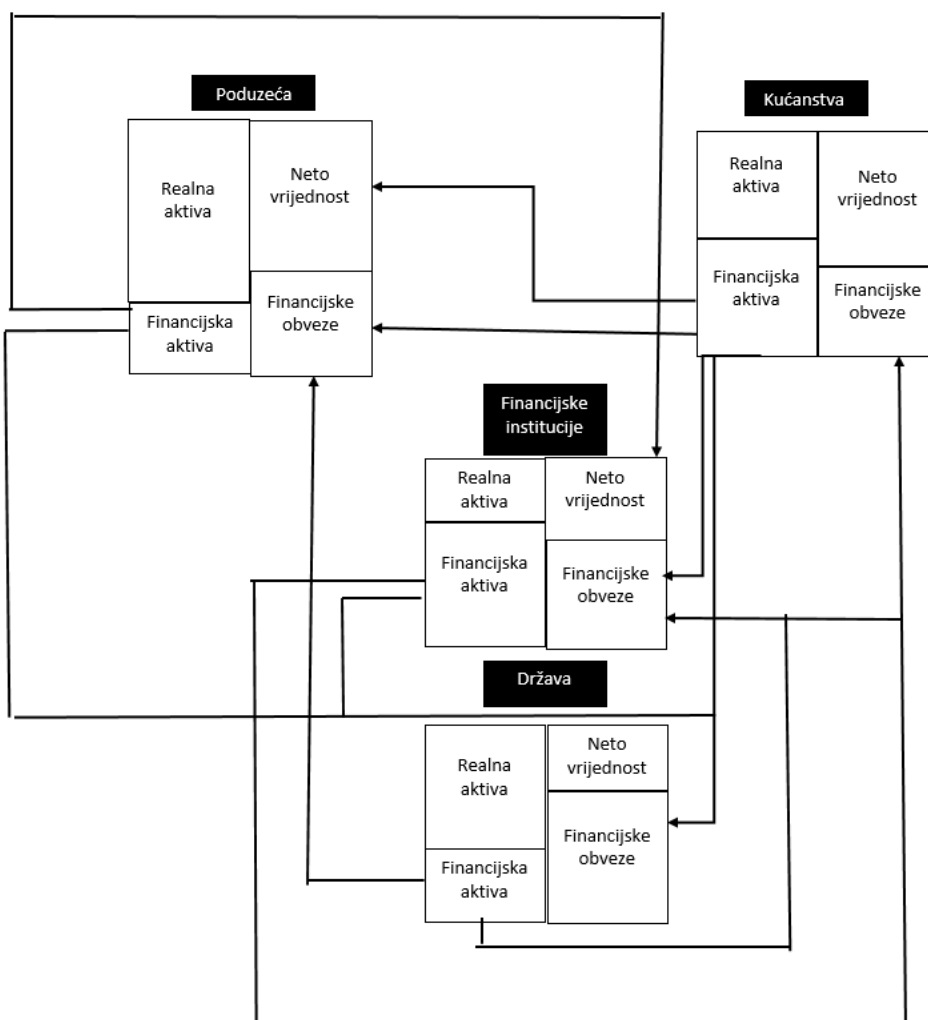 Poduzeća
Realna
aktiva
Neto
vrijednost
Financijska
aktiva
Financijske
obveze
Kućanstva
Realna
aktiva
Neto
vrijednost
Financijska
aktiva
Financijske
obveze
Financijske
institucije
Realna
aktiva
Neto
vrijednost
Financijska
aktiva
Financijske
obveze
Država
Realna
aktiva
Neto
vrijednost
Financijska
aktiva
Financijske
obveze